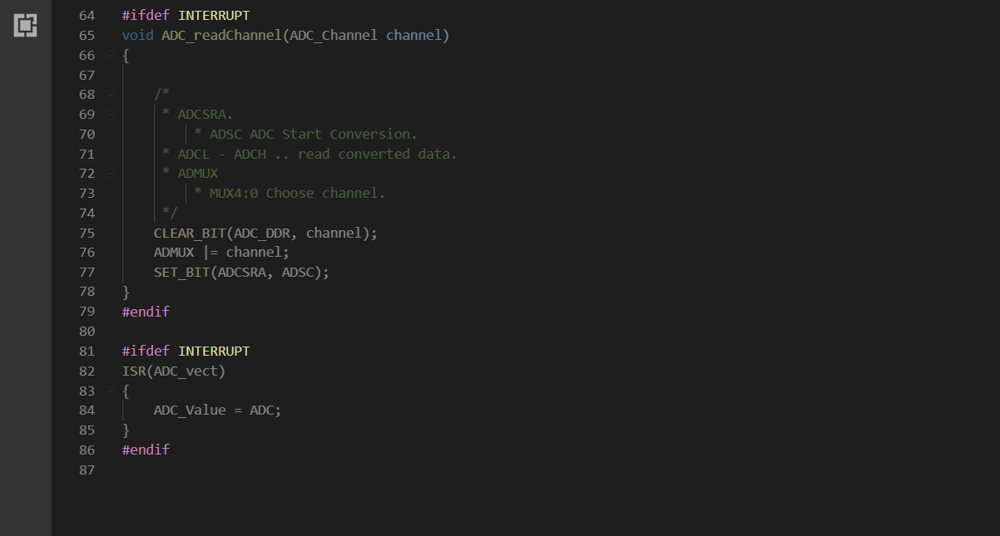 64 #ifdef INTERRUPT
65 void ADC_readChannel(ADC_Channel channel)
66 {
67
68 /*
69 * ADCSRA.
70 * ADSC ADC Start Conversion.
71 * ADCL - ADCH .. read converted data.
72 * ADMUX
73 * MUX4:0 Choose channel.
74 */
75 CLEAR_BIT(ADC_DDR, channel);
76 ADMUX |= channel;
77 SET_BIT(ADCSRA, ADSC);
78 }
79 #endif
80
81 #ifdef INTERRUPT
82 ISR(ADC_vect)
83 {
84 ADC_Value = ADC;
85 }
86 #endif
87